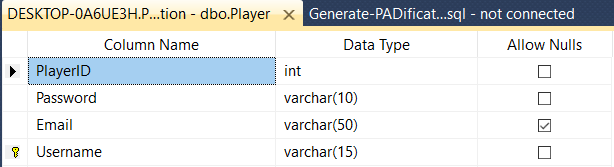 DESKTOP-0A6UE3H.P...tion - dbo.Player Generate-PADificat...sql - not connected
Column Name Data Type Allow Nulls
PlayerID int
Password varchar(10)
Email varchar(50)
Username varchar(15)